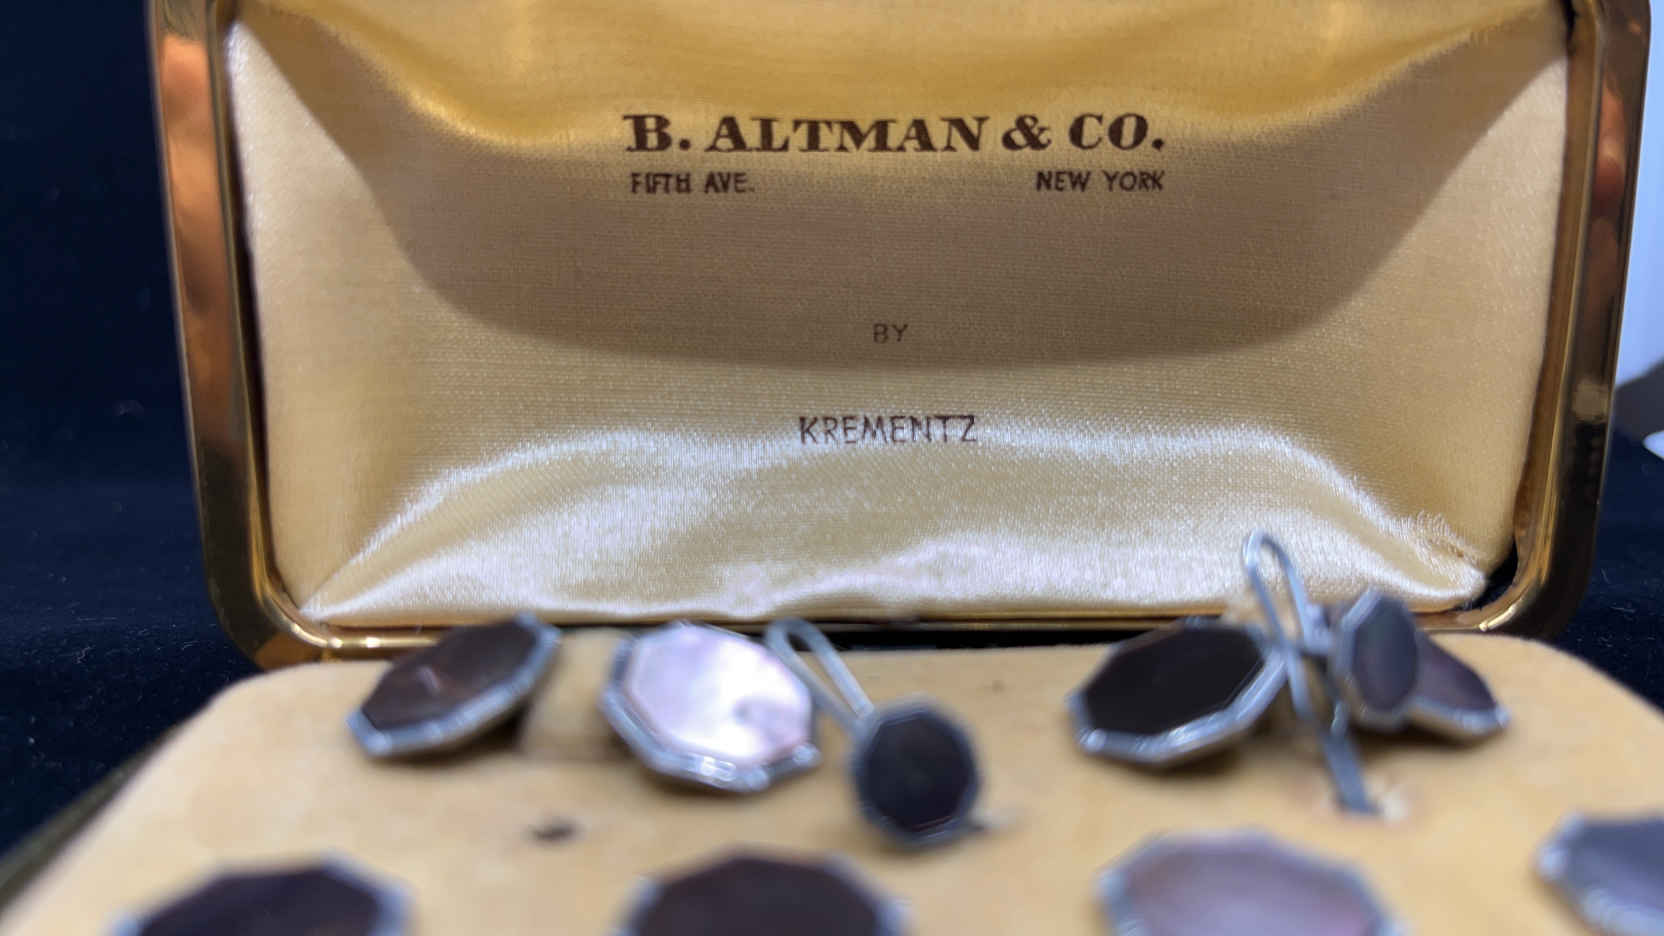 B. ALTMAN & CO.
FIFTH AVE. NEW YORK
BY
KREMENTZ